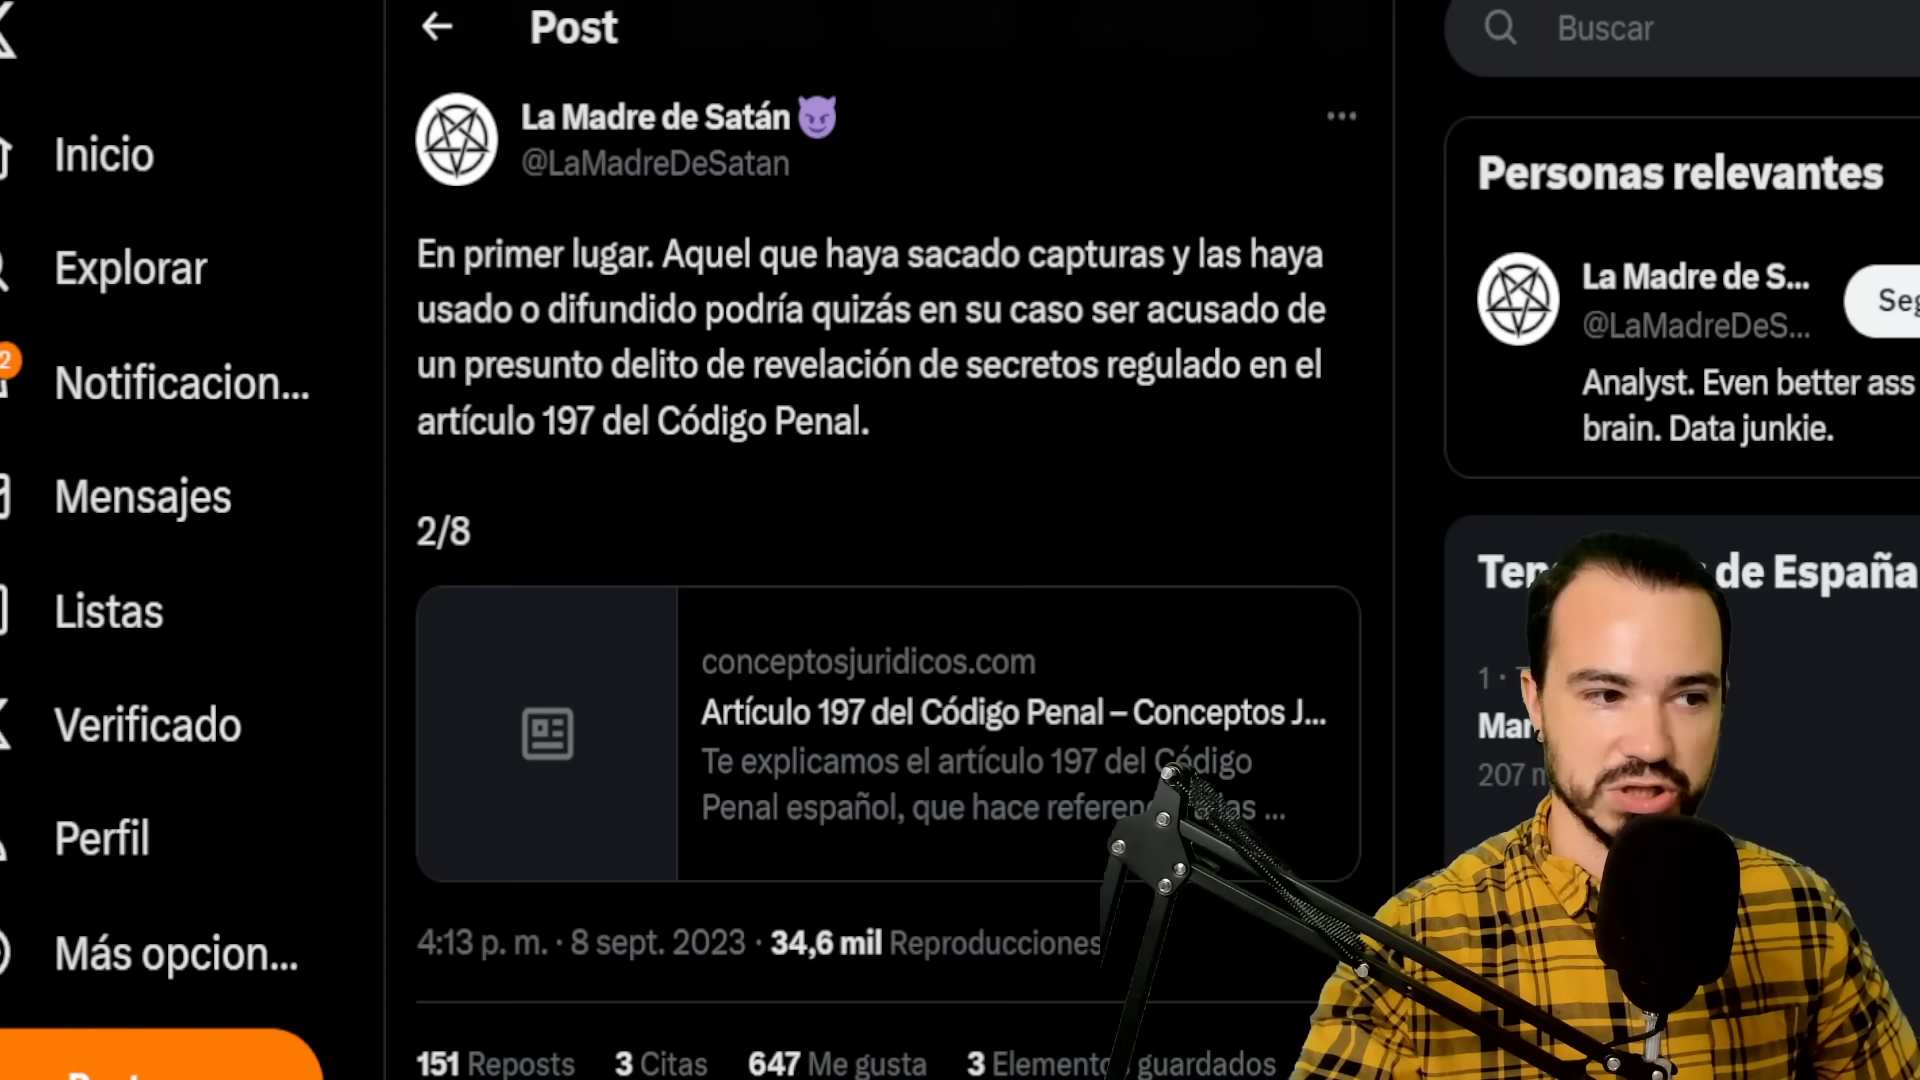 Post
Buscar
Inicio
Explorar
2
Notificacion...
Mensajes
Listas
Verificado
Perfil
Más opcion...
La Madre de Satán
@LaMadreDeSatan
En primer lugar. Aquel que haya sacado capturas y las haya
usado o difundido podría quizás en su caso ser acusado de
un presunto delito de revelación de secretos regulado en el
artículo 197 del Código Penal.
2/8
conceptosjuridicos.com
Artículo 197 del Código Penal – Conceptos J...
Te explicamos el artículo 197 del Código
Penal español, que hace las ...
4:13 p. m. · 8 sept. 2023 · 34,6 mil Reproducciones
151 Reposts 3 Citas 647 Me gusta 3 guardados
Personas relevantes
La Madre de S...
@LaMadreDeS...
Analyst. Even better ass
brain. Data junkie.
de España
1 ·
207